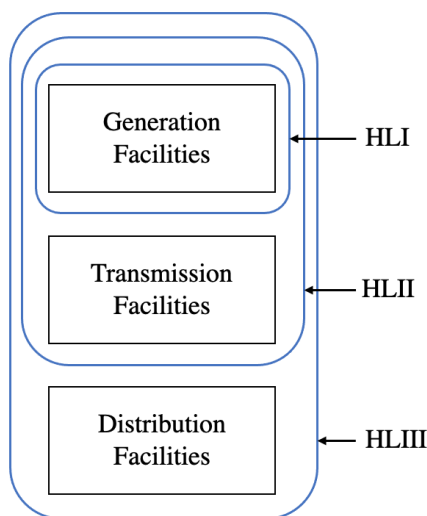 Generation
Facilities
HLI
Transmission
Facilities
HLII
Distribution
Facilities
HLIII